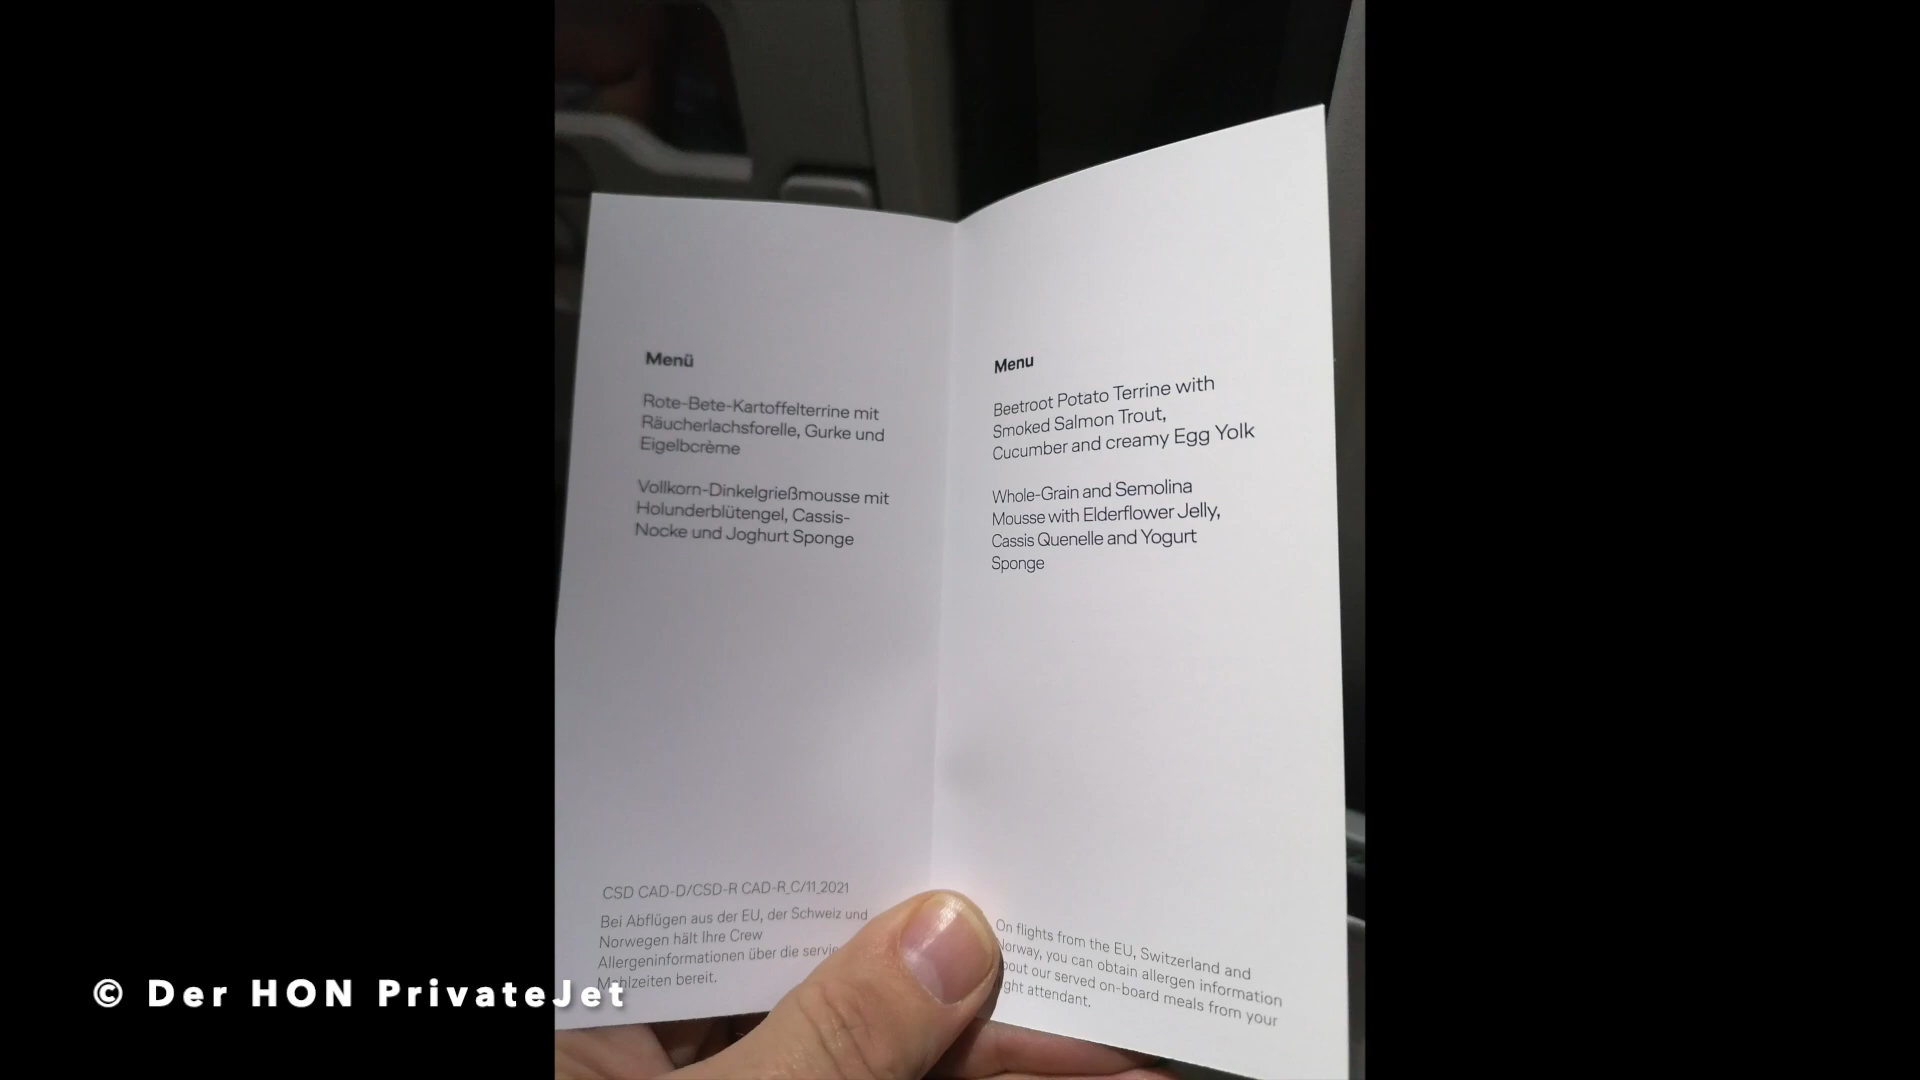 Menü
Rote-Bete-Kartoffelterrine mit
Räucherlachsforelle, Gurke und
Eigelbcrème
Vollkorn-Dinkelgrießmousse mit
Holunderblütengel, Cassis-
Nocke und Joghurt Sponge
CSD CAD-D/CSD-R CAD-R_C/11_2021
Bei Abflügen aus der EU, der Schweiz und
Norwegen hält Ihre Crew
Allergeninformationen über die
Mahlzeiten bereit.
Menu
Beetroot Potato Terrine with
Smoked Salmon Trout,
Cucumber and creamy Egg Yolk
Whole-Grain and Semolina
Mousse with Elderflower Jelly,
Cassis Quenelle and Yogurt
Sponge
On flights from the EU, Switzerland and
Norway, you can obtain allergen information
our served on-board meals from your
attendant.
© Der HON PrivateJet